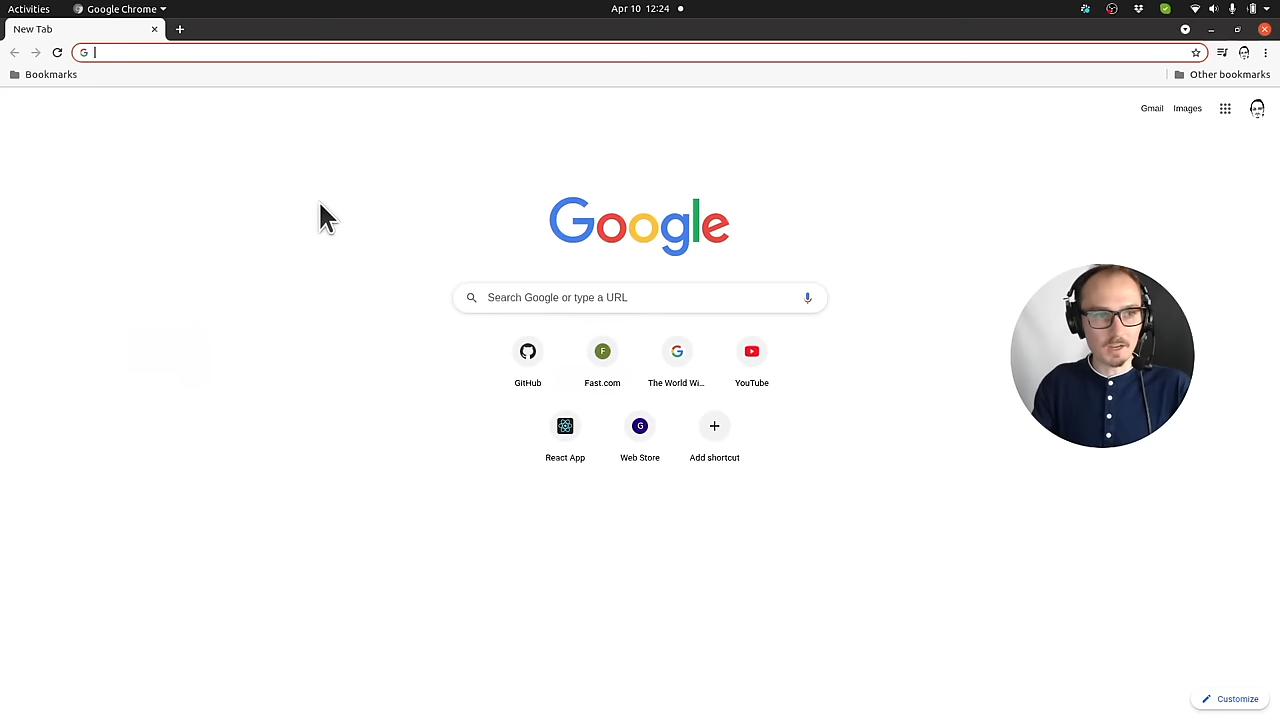 Activities Google Chrome Apr 10 12:24
New Tab
Bookmarks Other bookmarks
Gmail Images
Google
Search Google or type a URL
GitHub Fast.com The World Wi... YouTube
React App Web Store Add shortcut
Customize